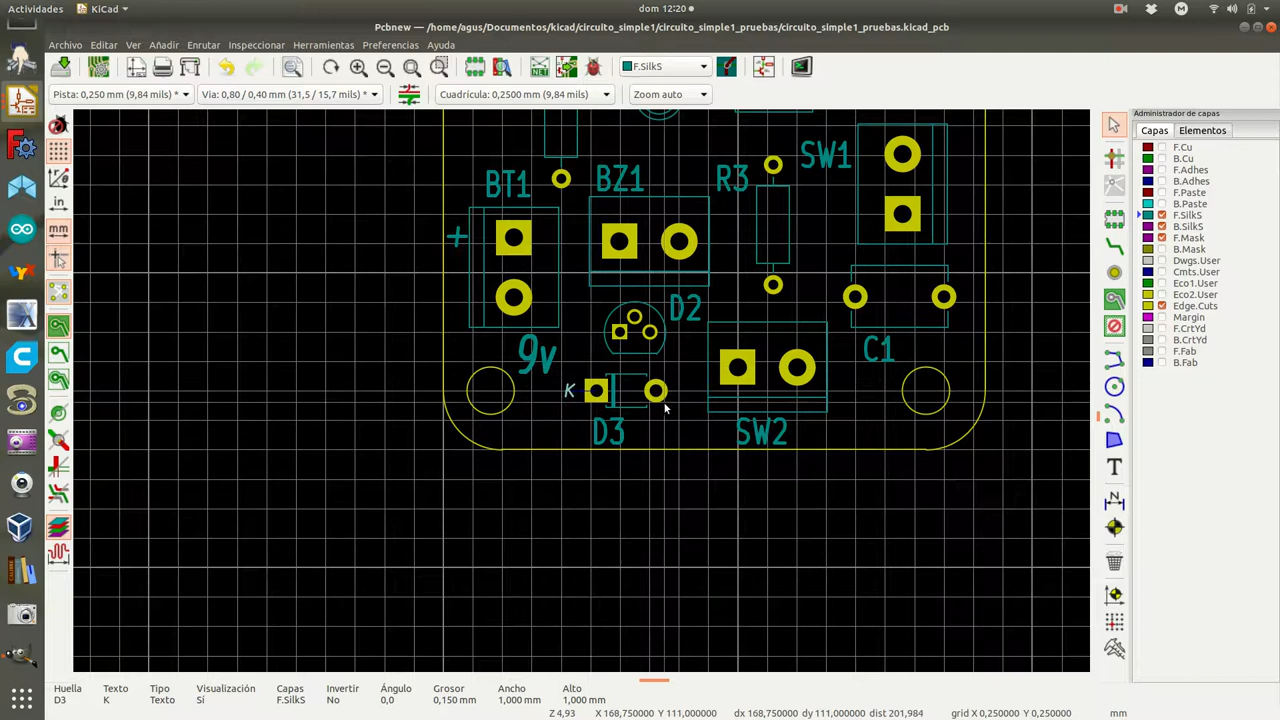 Actividades KiCad dom 12:20
Pcbnew — /home/agus/Documentos/kicad/circuito_simple1/circuito_simple1_pruebas/circuito_simple1_pruebas.kicad_pcb
Archivo Editar Ver Añadir Enrutar Inspeccionar Herramientas Preferencias Ayuda
F.SilkS
Pista: 0,250 mm (9,84 mils) * Via: 0,80 / 0,40 mm (31,5 / 15,7 mils) * Cuadrícula: 0,2500 mm (9,84 mils) Zoom auto
Administrador de capas
Capas Elementos
F.Cu
B.Cu
F.Adhes
B.Adhes
F.Paste
B.Paste
F.SilkS
B.SilkS
F.Mask
B.Mask
Dwgs.User
Cmts.User
Eco1.User
Eco2.User
Edge.Cuts
Margin
F.CrtYd
B.CrtYd
F.Fab
B.Fab
in
mm
NET
T
N
SW1
BT1 BZ1 R3
+
D2
9v C1
K
D3 SW2
Huella Texto Tipo Visualización Capas Invertir Ángulo Grosor Ancho Alto
D3 K Texto Sí F.SilkS No 0,0 0,150 mm 1,000 mm 1,000 mm
Z 4,93 X 168,750000 Y 111,000000 dx 168,750000 dy 111,000000 dist 201,984 grid X 0,250000 Y 0,250000 mm